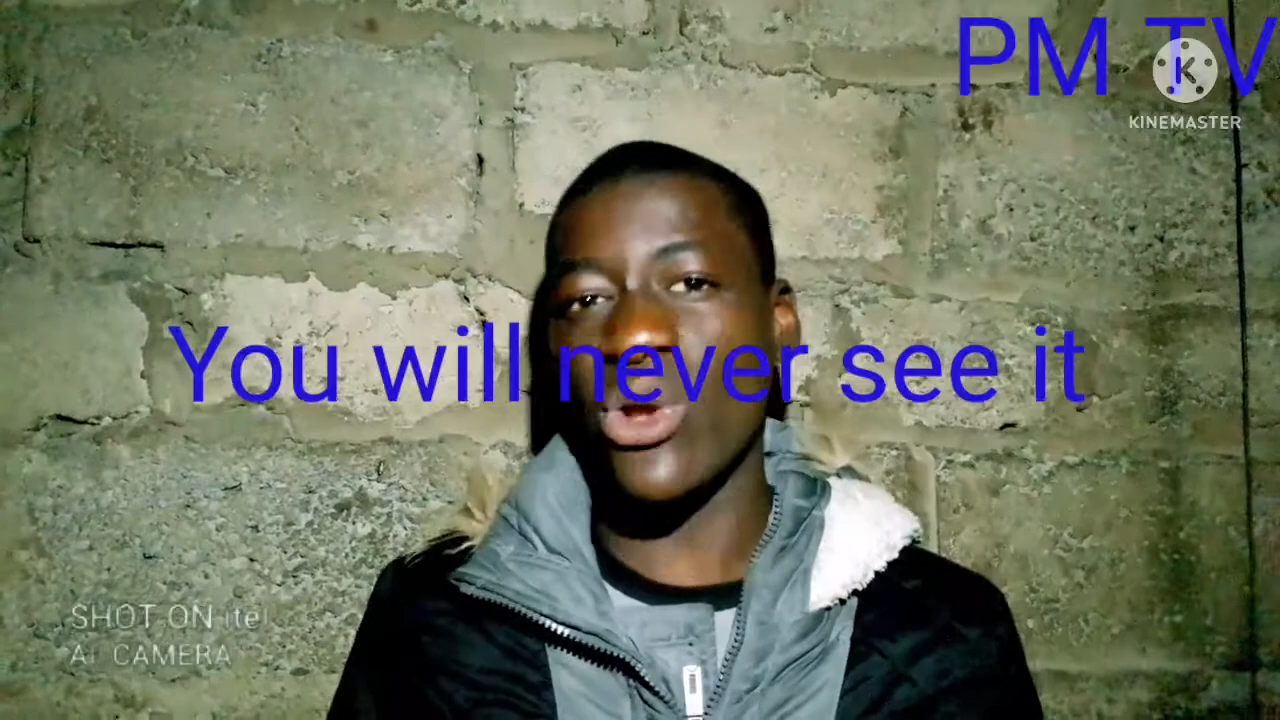 PM TV
KINEMASTER
You will never see it
SHOT ON itel
AI CAMERA